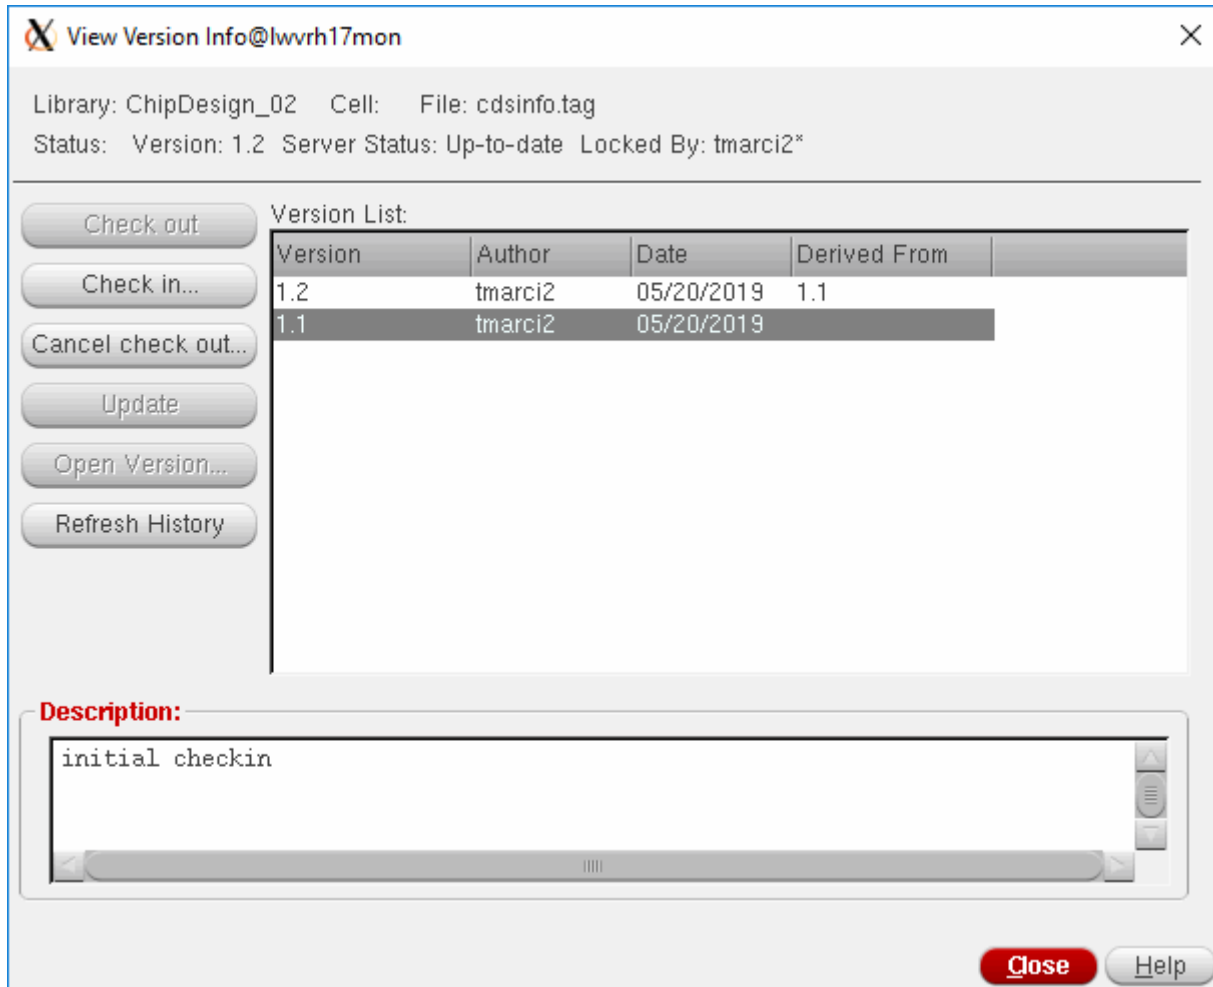 View Version Info@lwvrh17mon
Library: ChipDesign_02 Cell: File: cdsinfo.tag
Status: Version: 1.2 Server Status: Up-to-date Locked By: tmarci2*
Check out
Check in...
Cancel check out...
Update
Open Version...
Refresh History
Version List:
Version Author Date Derived From
1.2 tmarci2 05/20/2019 1.1
1.1 tmarci2 05/20/2019
Description:
initial checkin
Close Help